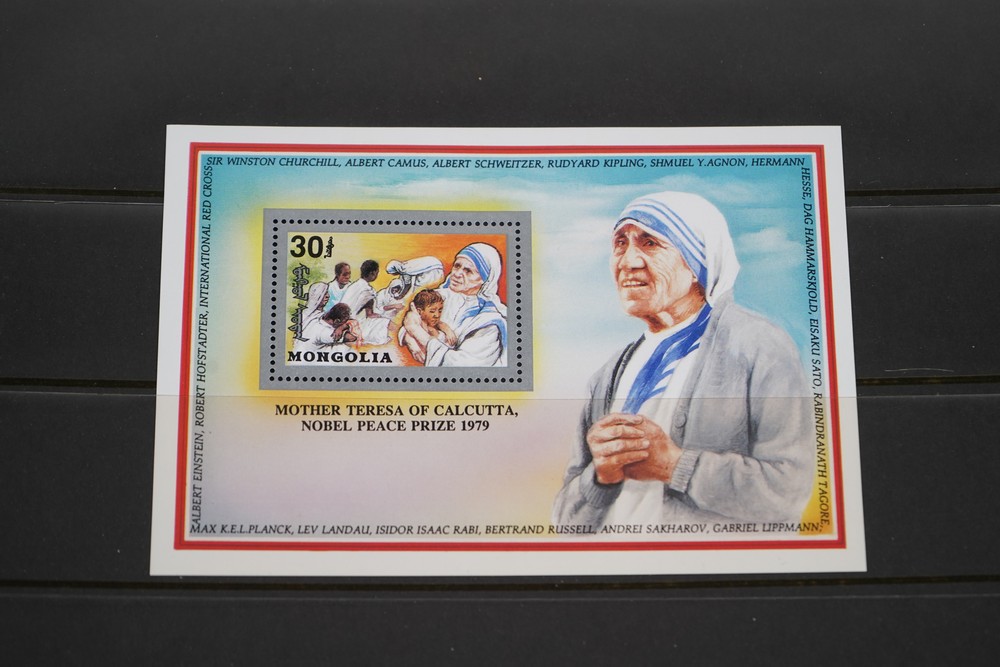 SIR WINSTON CHURCHILL, ALBERT CAMUS, ALBERT SCHWEITZER, RUDYARD KIPLING, SHMUEL Y.AGNON, HERMANN
HESSE, DAG HAMMARSKJOLD, EISAKU SATO, RABINDRANATH TAGORE,
30
MONGOLIA
MOTHER TERESA OF CALCUTTA,
NOBEL PEACE PRIZE 1979
MAX K.E.L.PLANCK, LEV LANDAU, ISIDOR ISAAC RABI, BERTRAND RUSSELL, ANDREI SAKHAROV, GABRIEL LIPPMANN,
ALBERT EINSTEIN, ROBERT HOFSTADTER, INTERNATIONAL RED CROSS